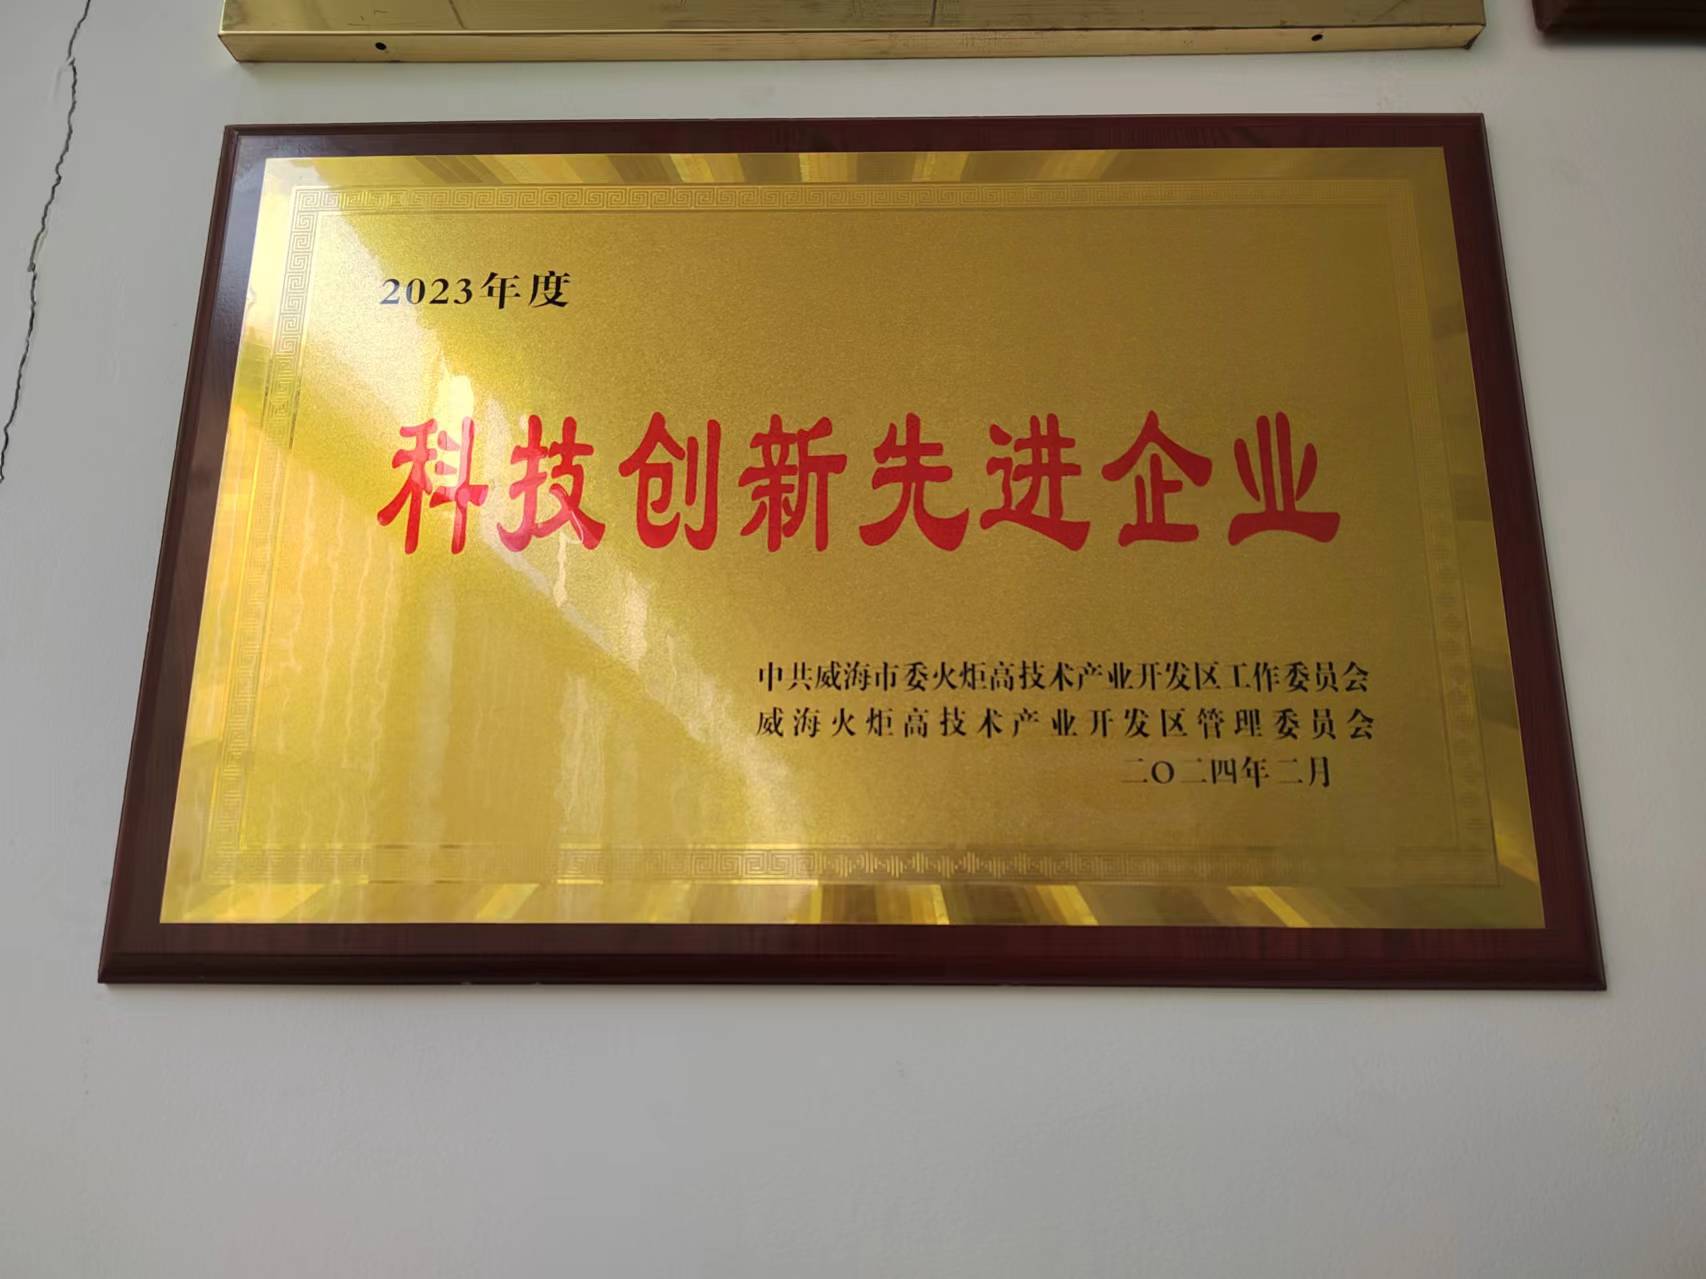 2023年度
科技创新先进企业
中共威海市委火炬高技术产业开发区工作委员会
威海火炬高技术产业开发区管理委员会
二〇二四年二月